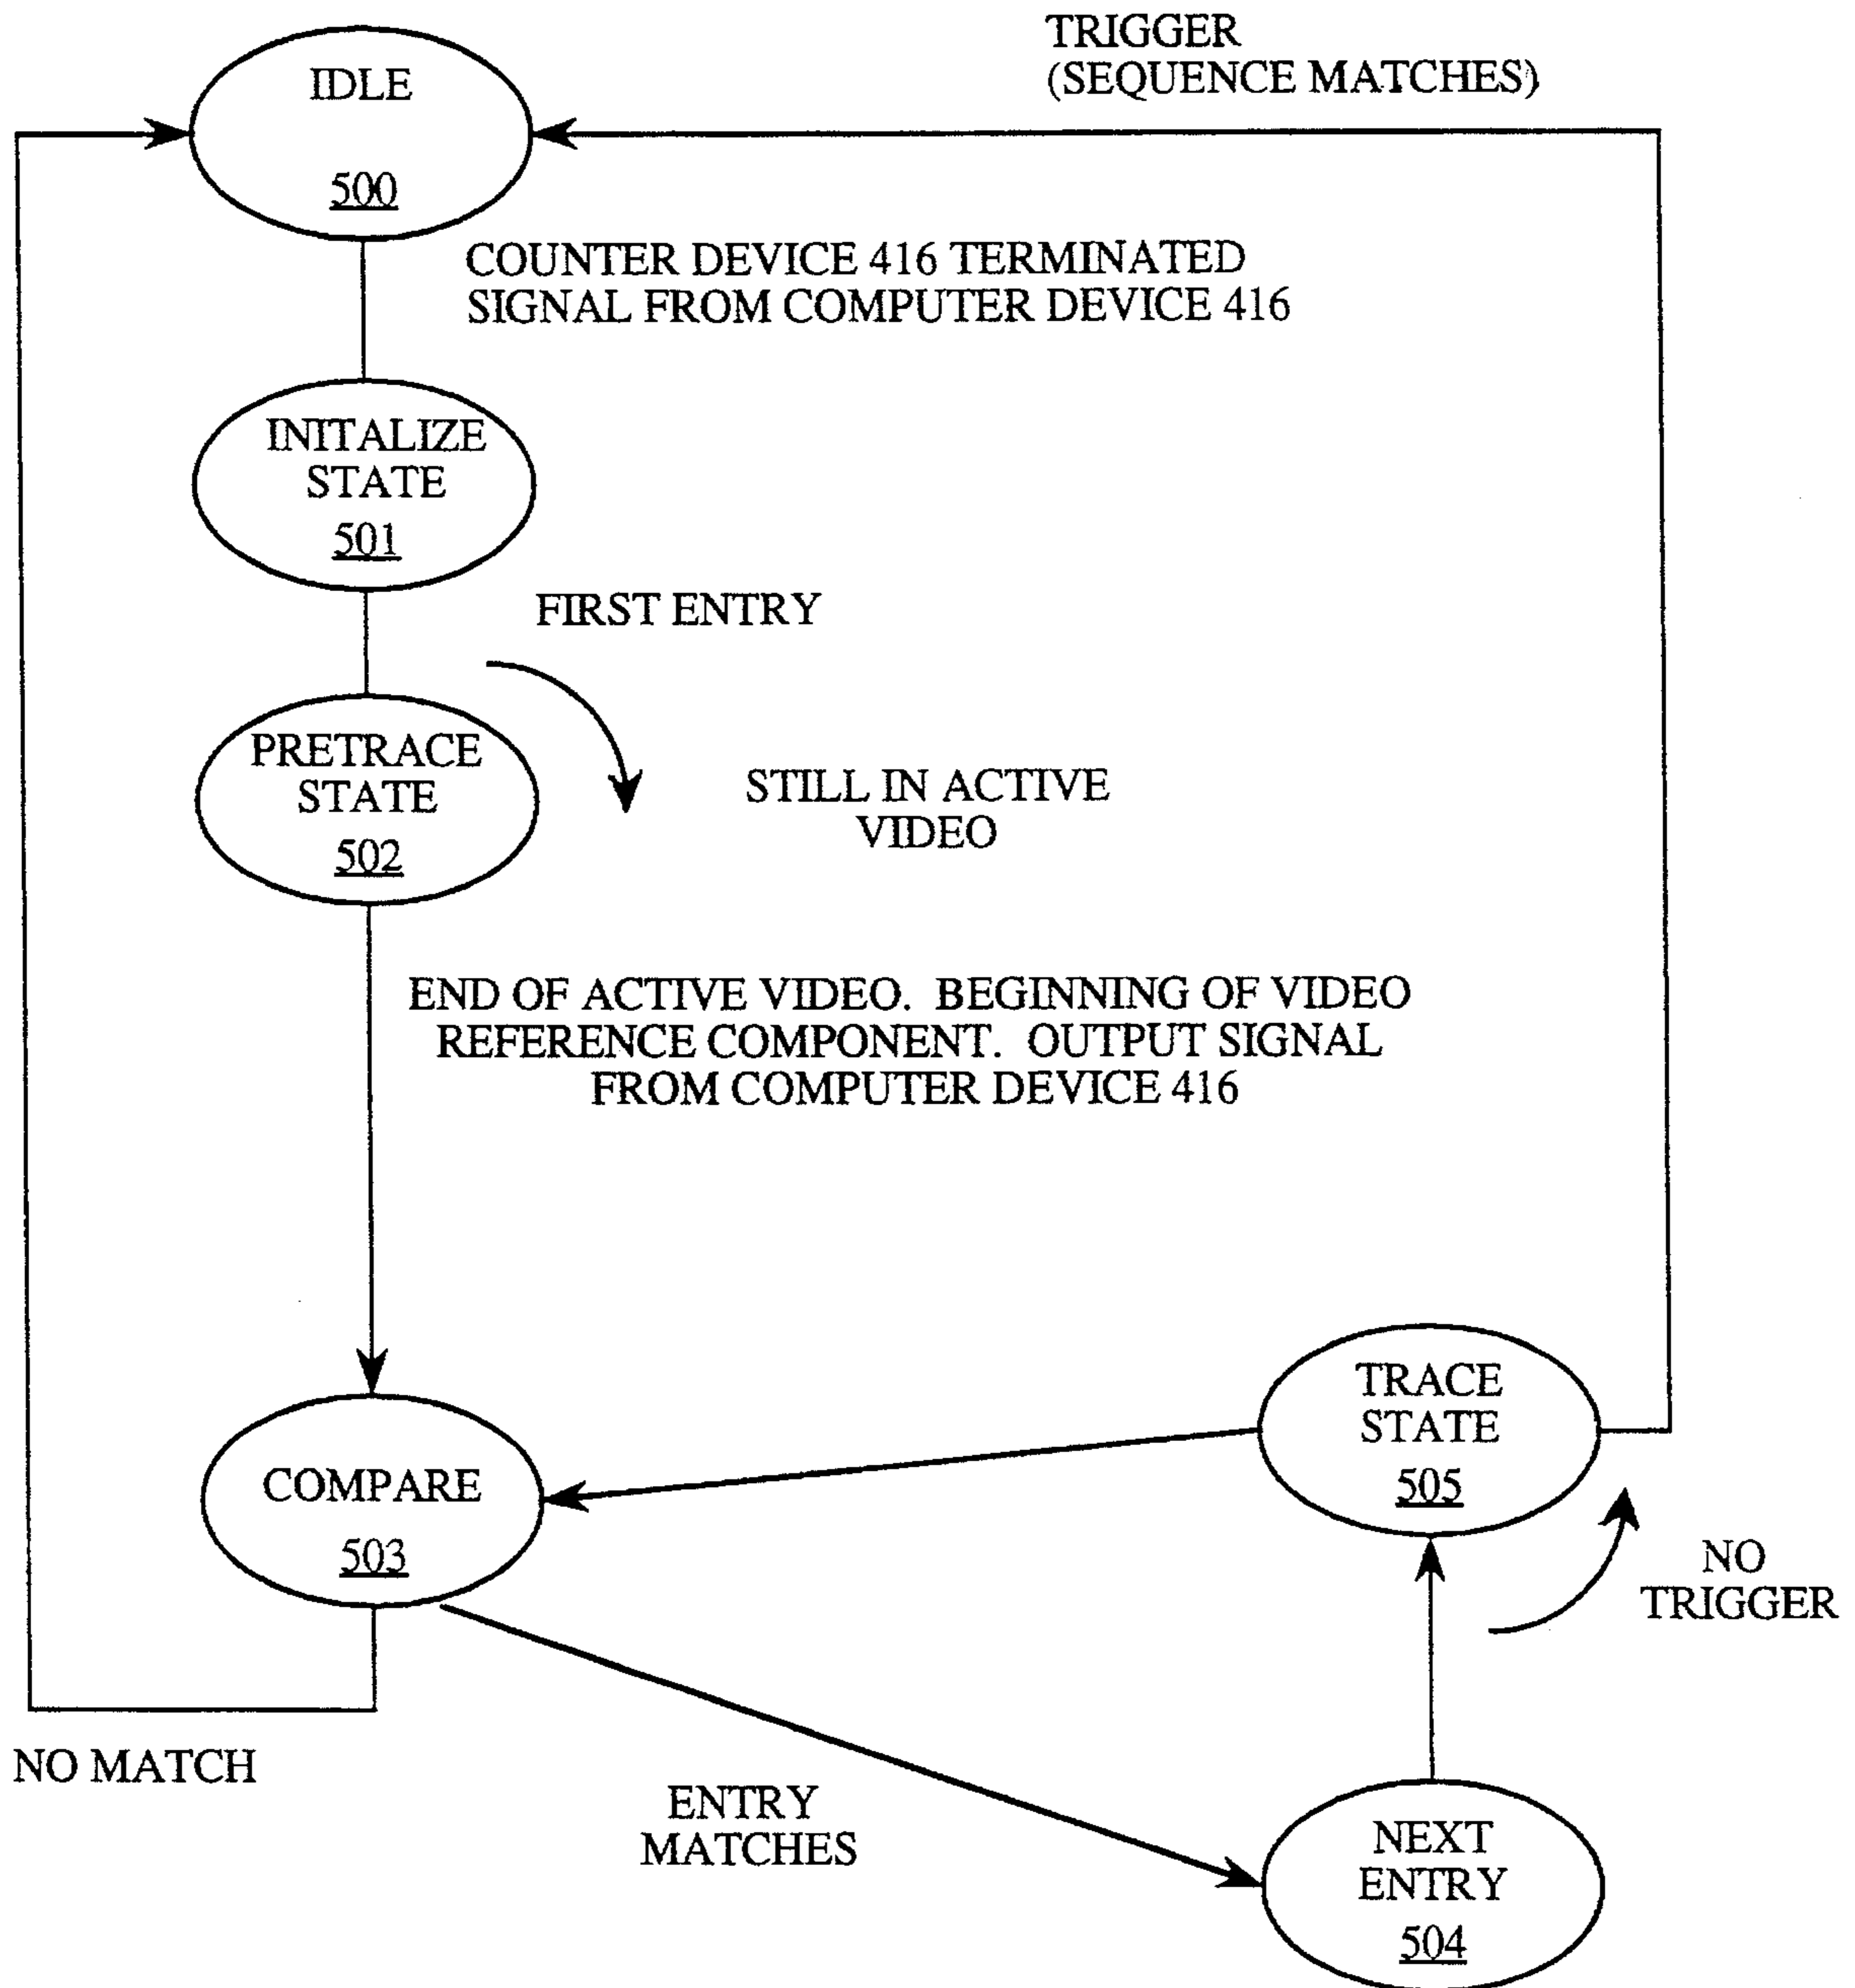 TRIGGER
(SEQUENCE MATCHES)
IDLE
500
COUNTER DEVICE 416 TERMINATED
SIGNAL FROM COMPUTER DEVICE 416
INITALIZE
STATE
501
FIRST ENTRY
PRETRACE
STATE
502
STILL IN ACTIVE
VIDEO
END OF ACTIVE VIDEO. BEGINNING OF VIDEO
REFERENCE COMPONENT. OUTPUT SIGNAL
FROM COMPUTER DEVICE 416
TRACE
STATE
505
COMPARE
503
NO
TRIGGER
NO MATCH
ENTRY
MATCHES
NEXT
ENTRY
504